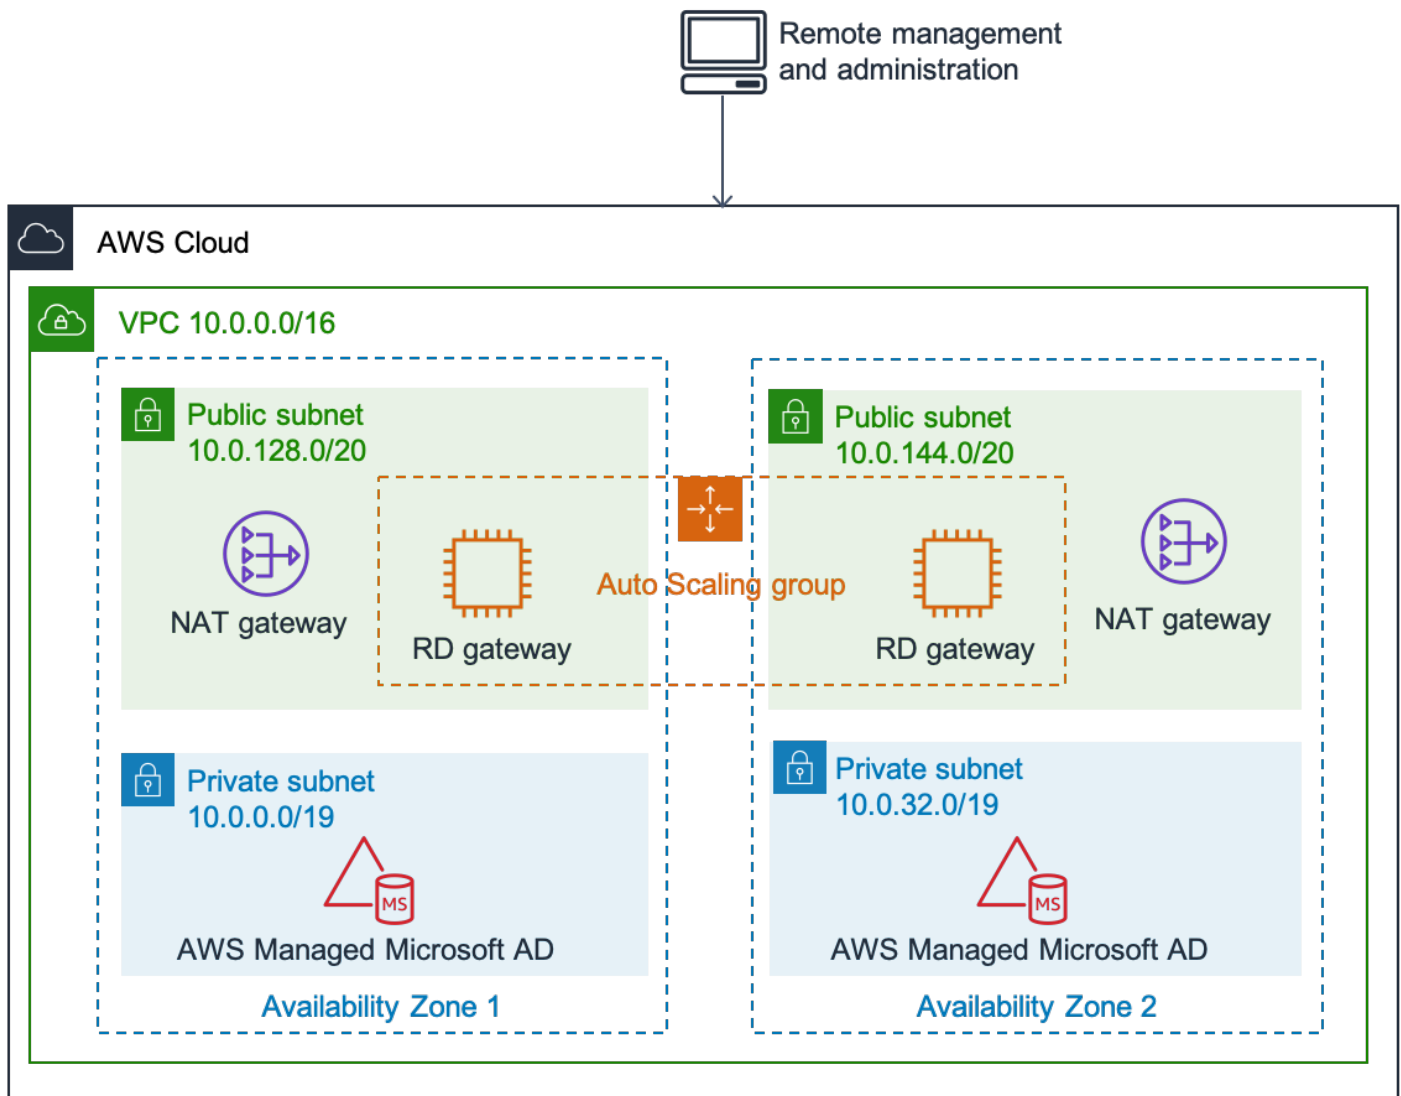 Remote management
and administration
AWS Cloud
VPC 10.0.0.0/16
Public subnet
10.0.128.0/20
NAT gateway
RD gateway
Auto Scaling group
Public subnet
10.0.144.0/20
RD gateway
NAT gateway
Private subnet
10.0.0.0/19
MS
AWS Managed Microsoft AD
Availability Zone 1
Private subnet
10.0.32.0/19
MS
AWS Managed Microsoft AD
Availability Zone 2